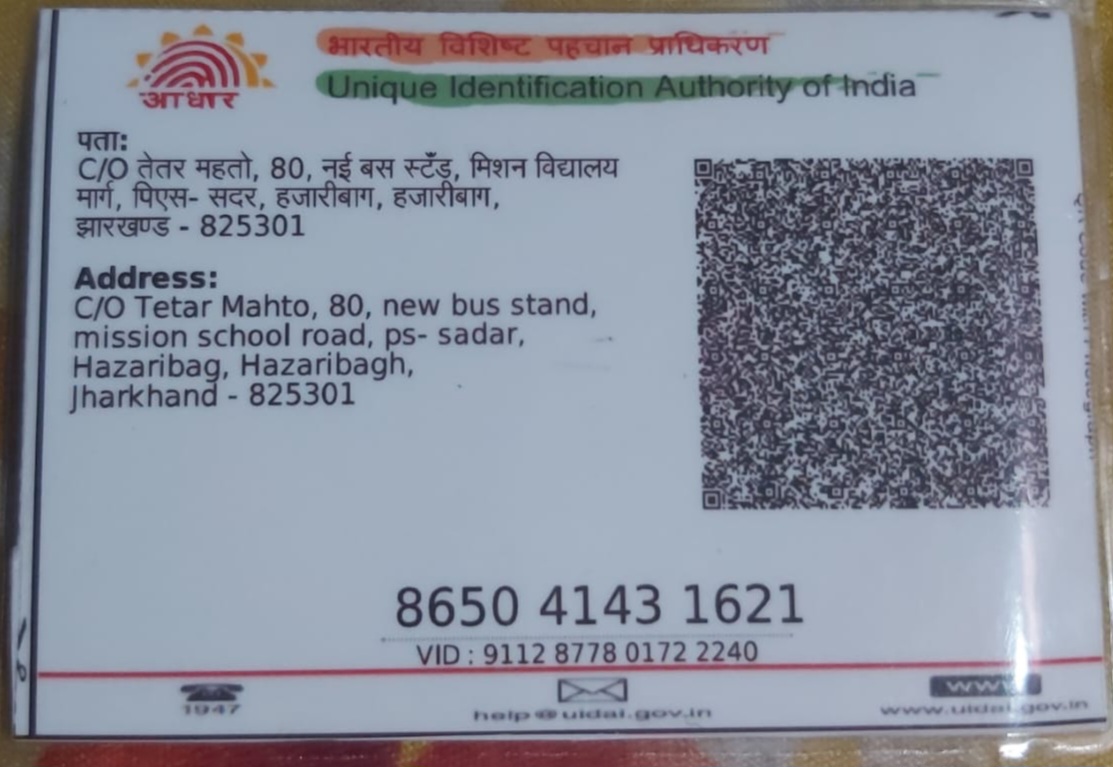 भारतीय विशिष्ट पहचान प्राधिकरण
Unique Identification Authority of India
आधार
पता:
C/O तेतर महतो, 80, नई बस स्टैंड, मिशन विद्यालय
मार्ग, पिएस- सदर, हजारीबाग, हजारीबाग,
झारखण्ड - 825301
Address:
C/O Tetar Mahto, 80, new bus stand,
mission school road, ps- sadar,
Hazaribag, Hazaribagh,
Jharkhand - 825301
8650 4143 1621
VID : 9112 8778 0172 2240
1947
help@uidai.gov.in
www
www.uidai.gov.in